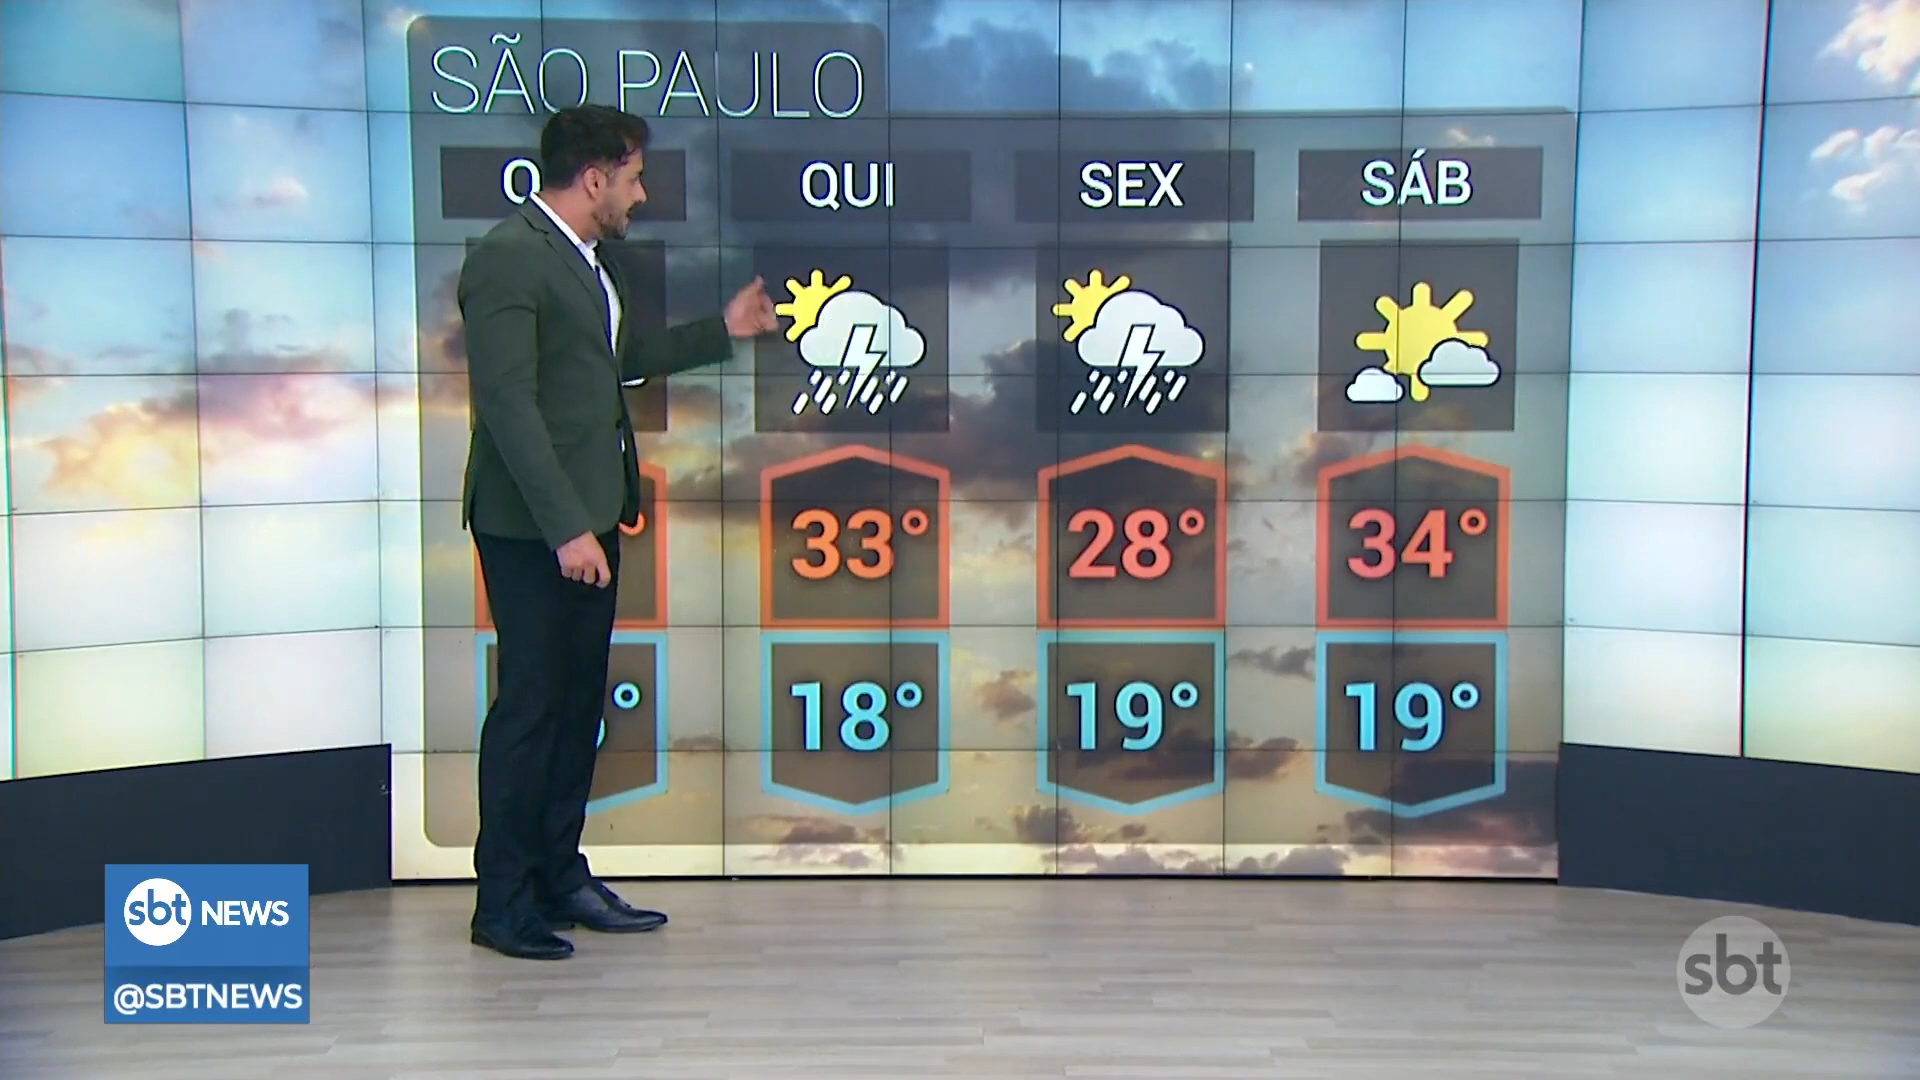 SÃO PAULO
QUI
SEX
SÁB
33°
28°
34°
18°
19°
19°
sbt NEWS
@SBTNEWS
sbt